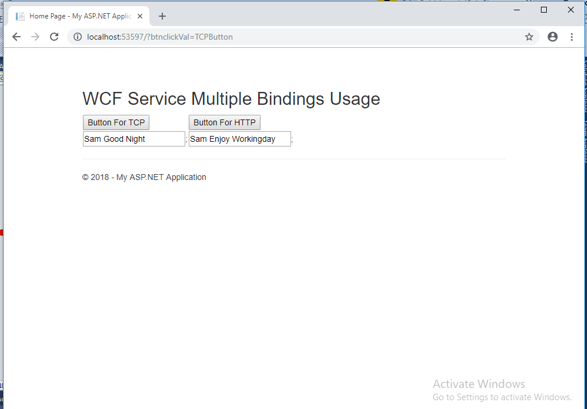 Home Page - My ASP.NET Applic
localhost:53597/?btnclickVal=TCPButton
WCF Service Multiple Bindings Usage
Button For TCP Button For HTTP
Sam Good Night ; Sam Enjoy Workingday ;
© 2018 - My ASP.NET Application
Activate Windows
Go to Settings to activate Windows.